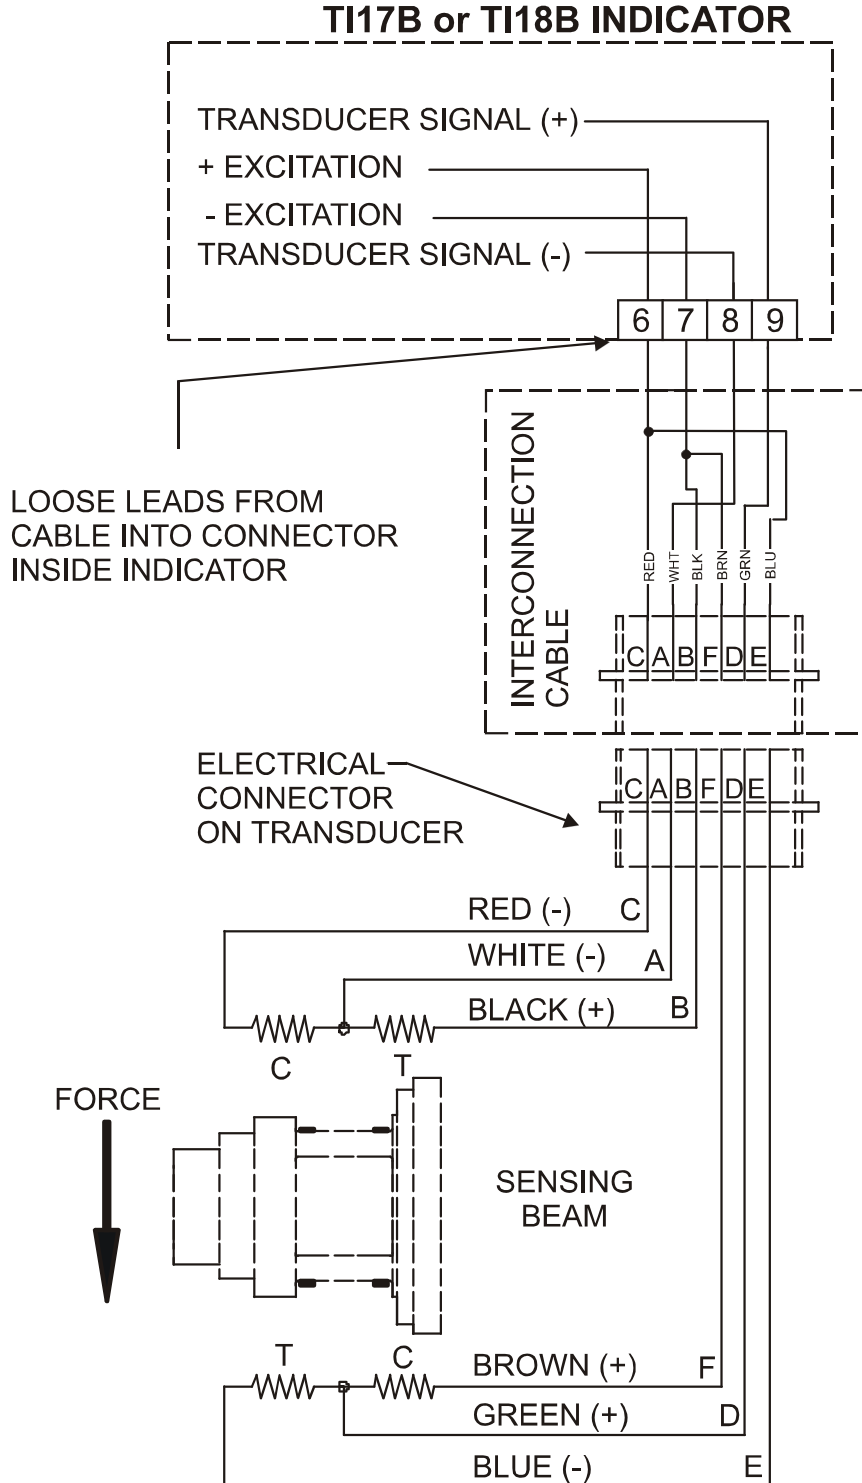 TI17B or TI18B INDICATOR
TRANSDUCER SIGNAL (+)
+ EXCITATION
- EXCITATION
TRANSDUCER SIGNAL (-)
6 7 8 9
LOOSE LEADS FROM
CABLE INTO CONNECTOR
INSIDE INDICATOR
INTERCONNECTION
CABLE
RED WHT BLK BRN GRN BLU
C A B F D E
ELECTRICAL
CONNECTOR
ON TRANSDUCER
C A B F D E
RED (-) C
WHITE (-) A
BLACK (+) B
C T
FORCE
SENSING
BEAM
T C
BROWN (+) F
GREEN (+) D
BLUE (-) E